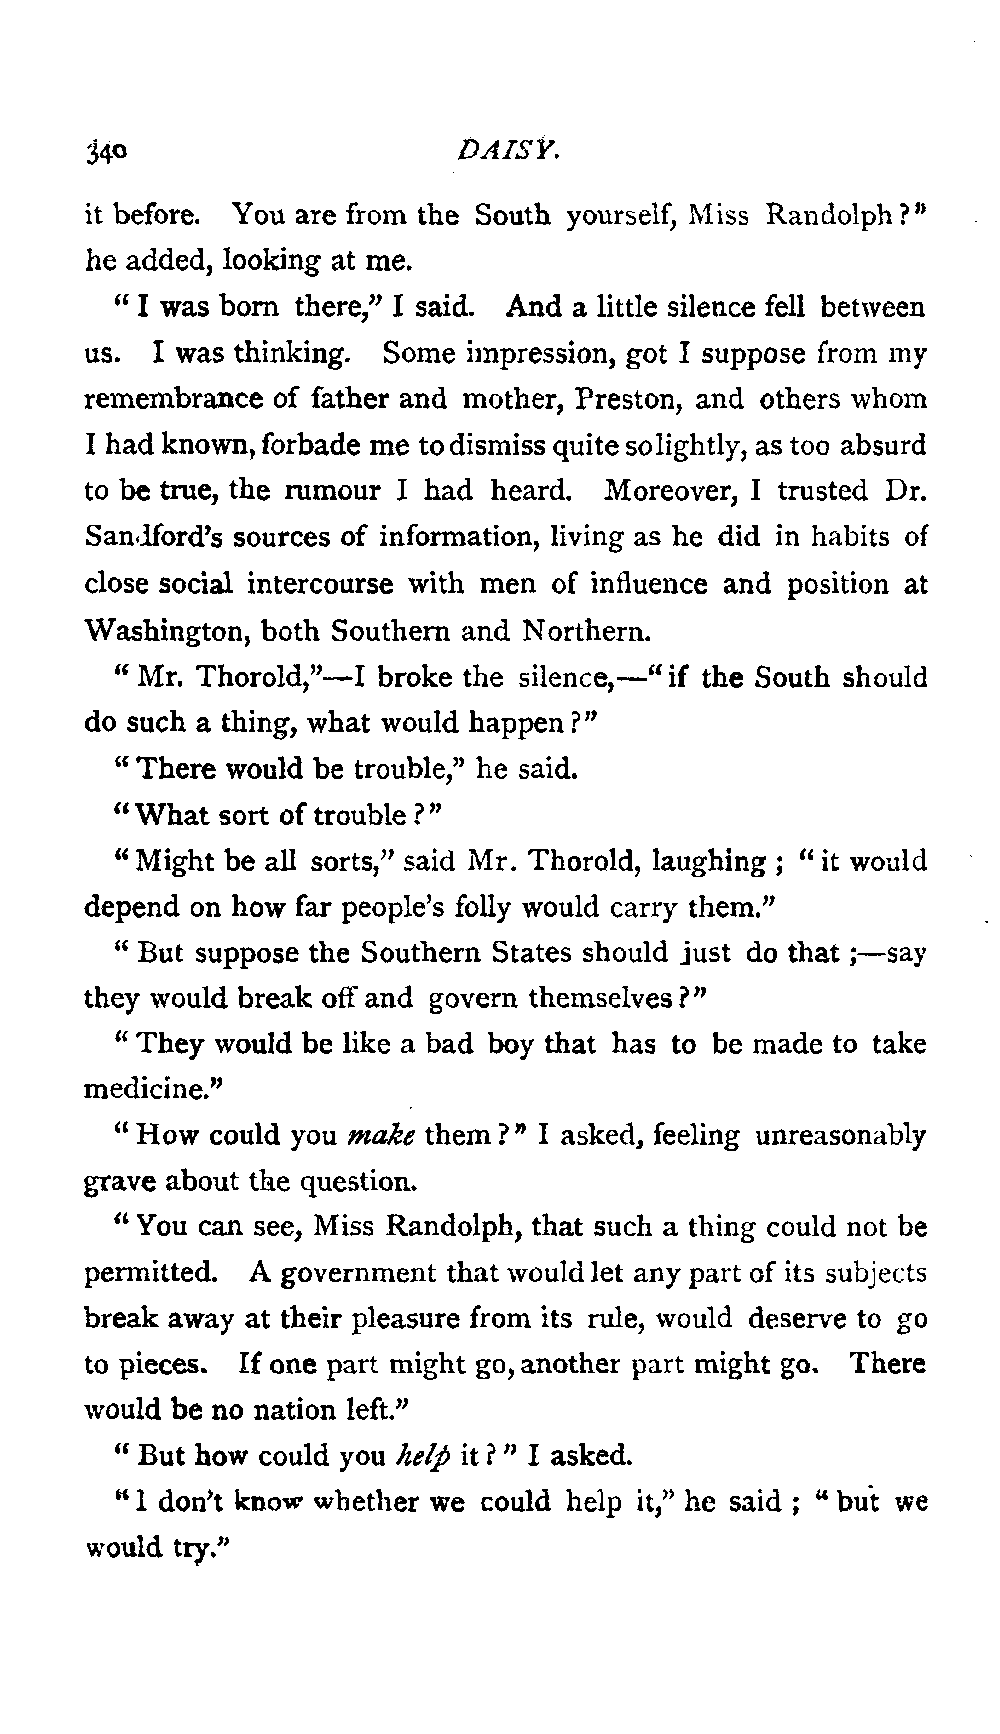 340 DAISY.
it before. You are from the South yourself, Miss Randolph?"
he added, looking at me.
"I was born there," I said. And a little silence fell between
us. I was thinking. Some impression, got I suppose from my
remembrance of father and mother, Preston, and others whom
I had known, forbade me to dismiss quite so lightly, as too absurd
to be true, the rumour I had heard. Moreover, I trusted Dr.
Sandford's sources of information, living as he did in habits of
close social intercourse with men of influence and position at
Washington, both Southern and Northern.
"Mr. Thorold,"—I broke the silence,—"if the South should
do such a thing, what would happen?"
"There would be trouble," he said.
"What sort of trouble?"
"Might be all sorts," said Mr. Thorold, laughing; "it would
depend on how far people's folly would carry them."
"But suppose the Southern States should just do that;—say
they would break off and govern themselves?"
"They would be like a bad boy that has to be made to take
medicine."
"How could you make them?" I asked, feeling unreasonably
grave about the question.
"You can see, Miss Randolph, that such a thing could not be
permitted. A government that would let any part of its subjects
break away at their pleasure from its rule, would deserve to go
to pieces. If one part might go, another part might go. There
would be no nation left."
"But how could you help it?" I asked.
"I don't know whether we could help it," he said; "but we
would try."